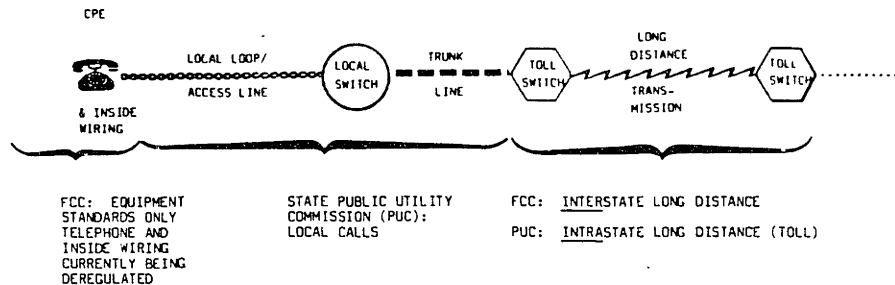 CPE
LOCAL LOOP/
ACCESS LINE
LOCAL
SWITCH
TRUNK
LINE
TOLL
SWITCH
LONG
DISTANCE
TRANS-
MISSION
TOLL
SWITCH
& INSIDE
WIRING
FCC: EQUIPMENT
STANDARDS ONLY
TELEPHONE AND
INSIDE WIRING
CURRENTLY BEING
DEREGULATED
STATE PUBLIC UTILITY
COMMISSION (PUC):
LOCAL CALLS
FCC: INTERSTATE LONG DISTANCE
PUC: INTRASTATE LONG DISTANCE (TOLL)